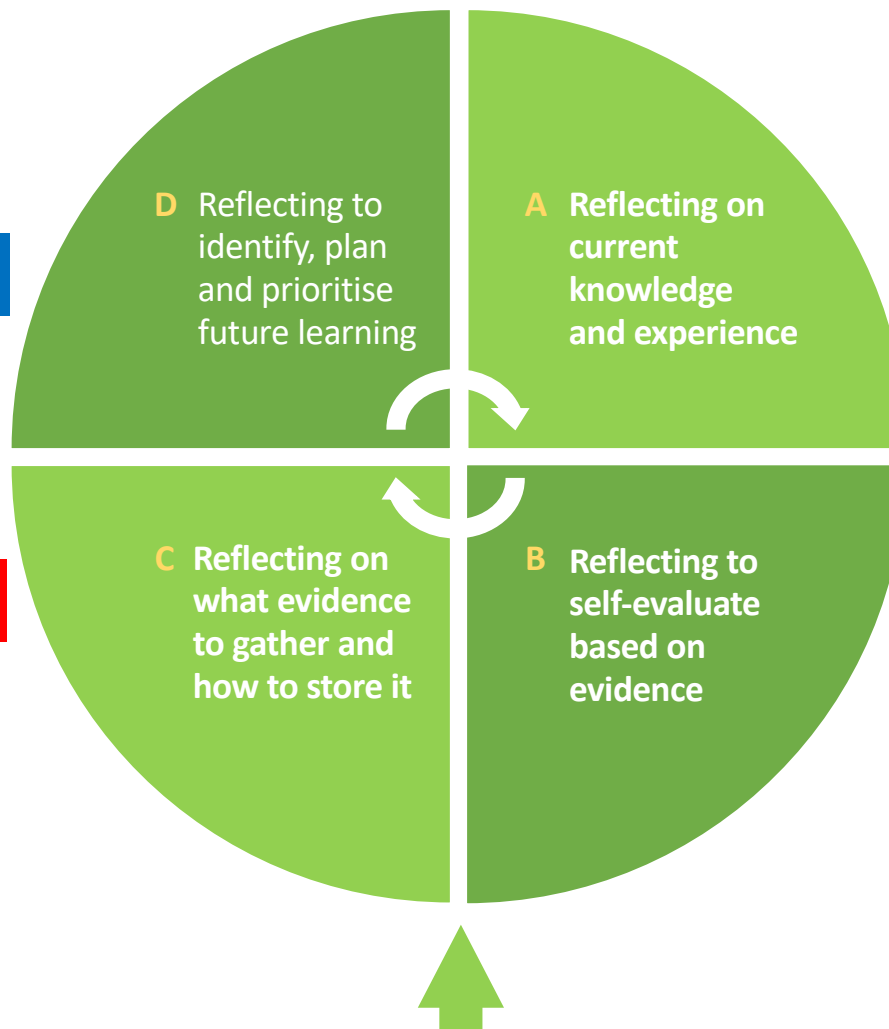 D Reflecting to
identify, plan
and prioritise
future learning
A Reflecting on
current
knowledge
and experience
C Reflecting on
what evidence
to gather and
how to store it
B Reflecting to
self-evaluate
based on
evidence